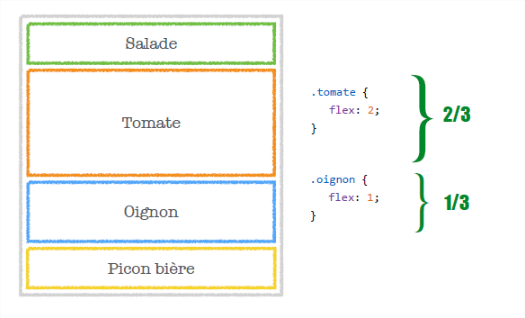 Salade
Tomate
Oignon
Picon bière
.tomate {
flex: 2;
}
2/3
.oignon {
flex: 1;
}
1/3